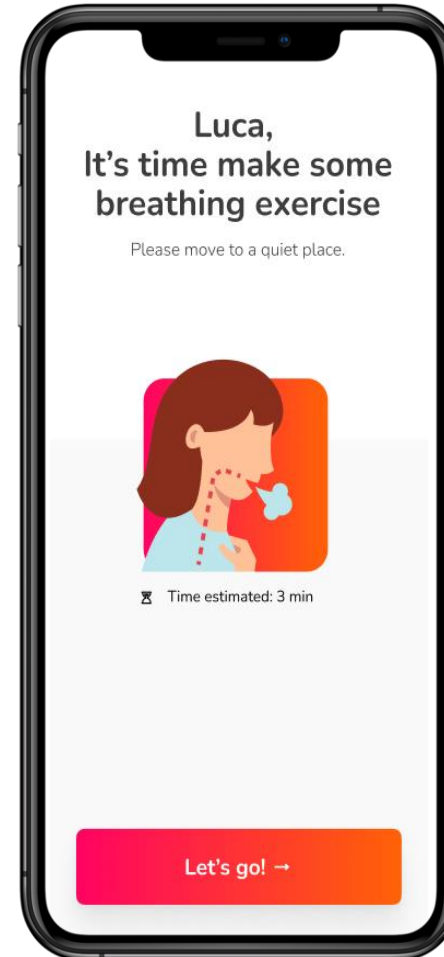 Luca,
It’s time make some
breathing exercise
Please move to a quiet place.
Time estimated: 3 min
Let’s go! →